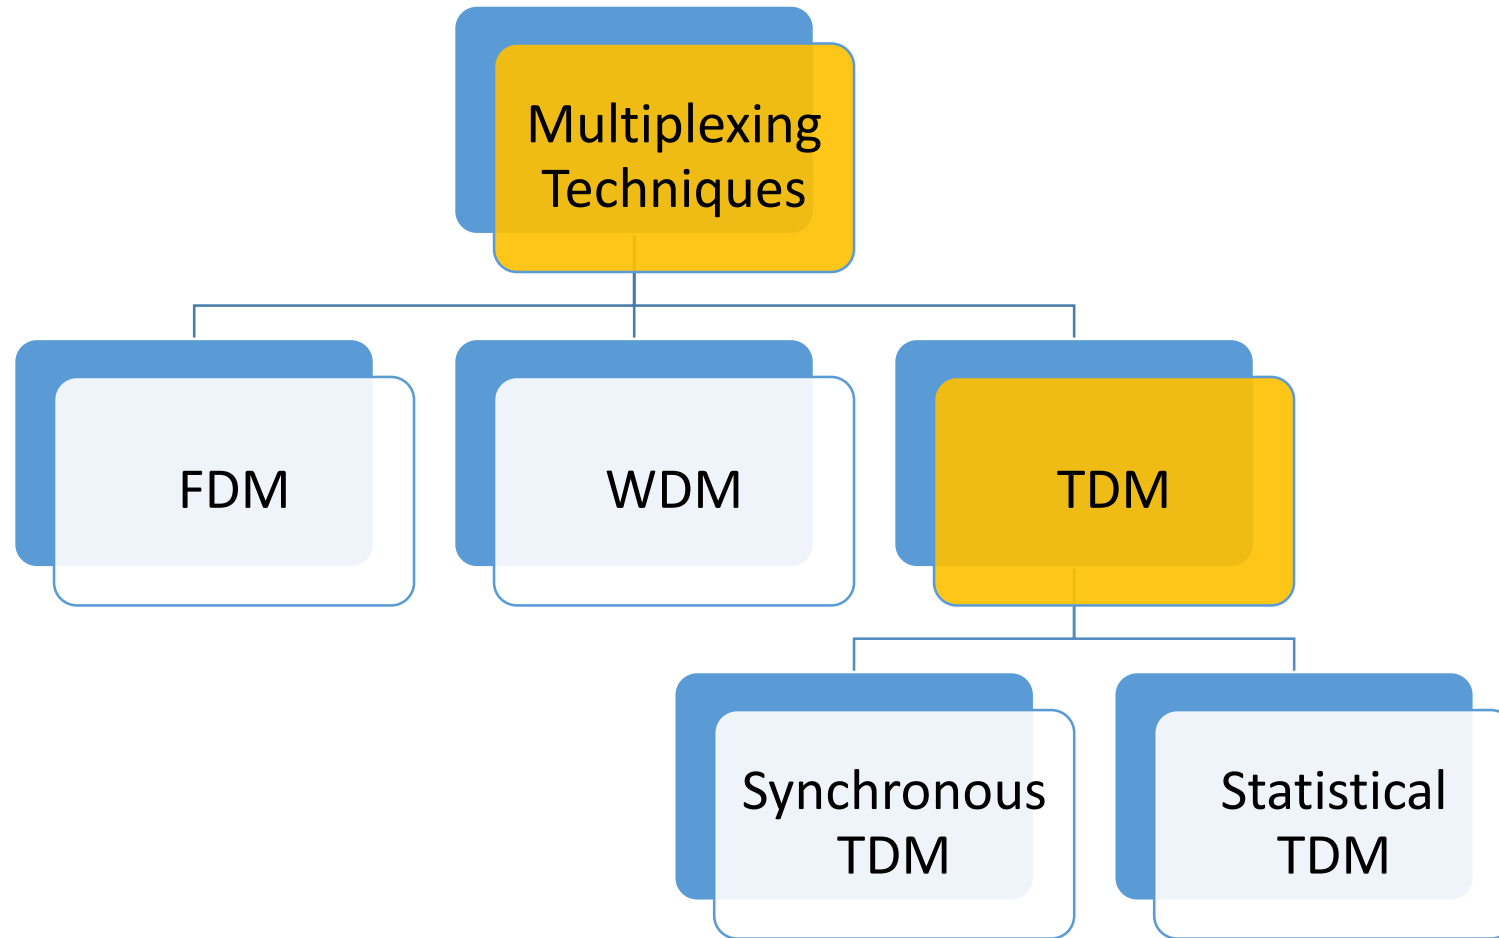 Multiplexing
Techniques
FDM
WDM
TDM
Synchronous
TDM
Statistical
TDM